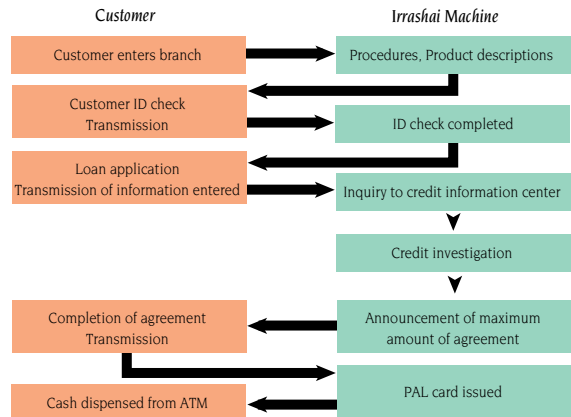 Customer
Irrashai Machine
Customer enters branch
Procedures, Product descriptions
Customer ID check
Transmission
ID check completed
Loan application
Transmission of information entered
Inquiry to credit information center
Credit investigation
Completion of agreement
Transmission
Announcement of maximum
amount of agreement
PAL card issued
Cash dispensed from ATM